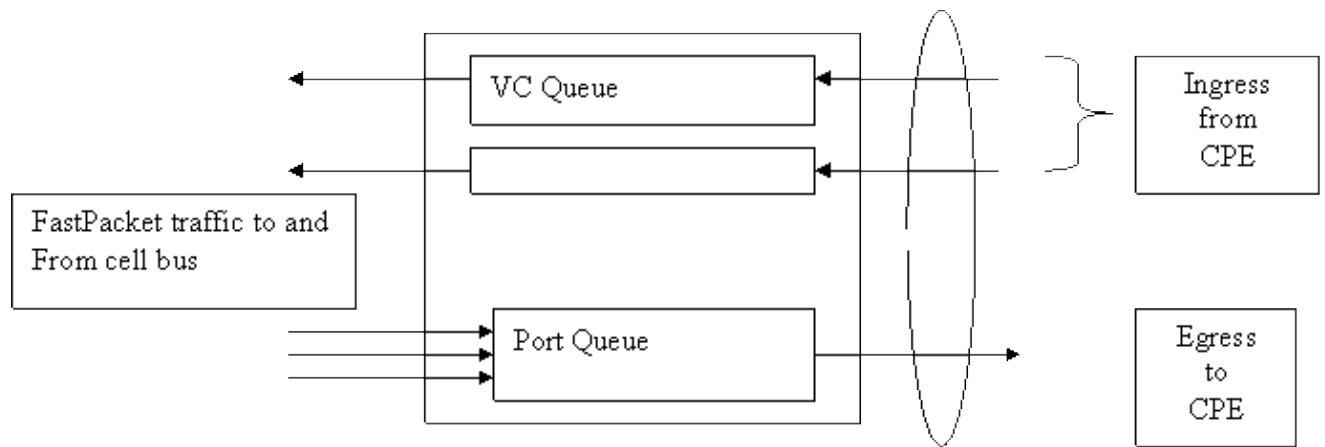 VC Queue
Ingress
from
CPE
FastPacket traffic to and
From cell bus
Port Queue
Egress
to
CPE